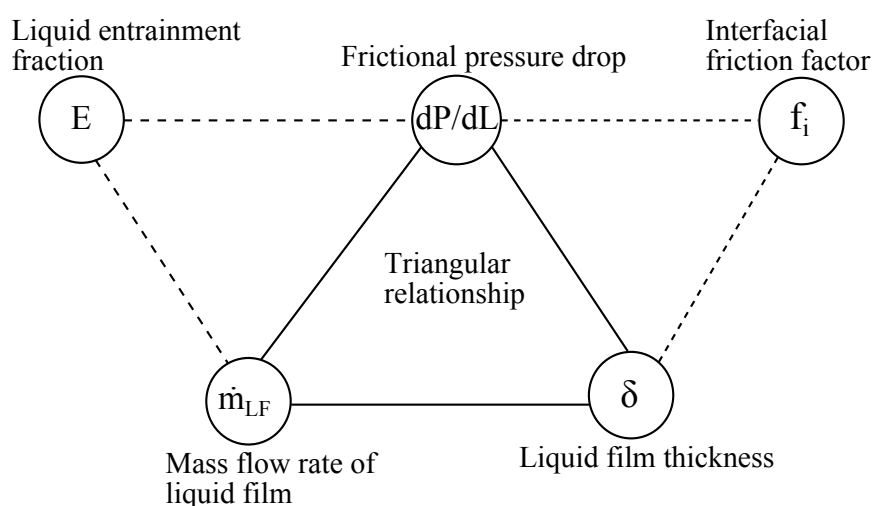 Liquid entrainment
fraction
Frictional pressure drop
Interfacial
friction factor
E
dP/dL
fᵢ
Triangular
relationship
ṁLF
δ
Mass flow rate of
liquid film
Liquid film thickness